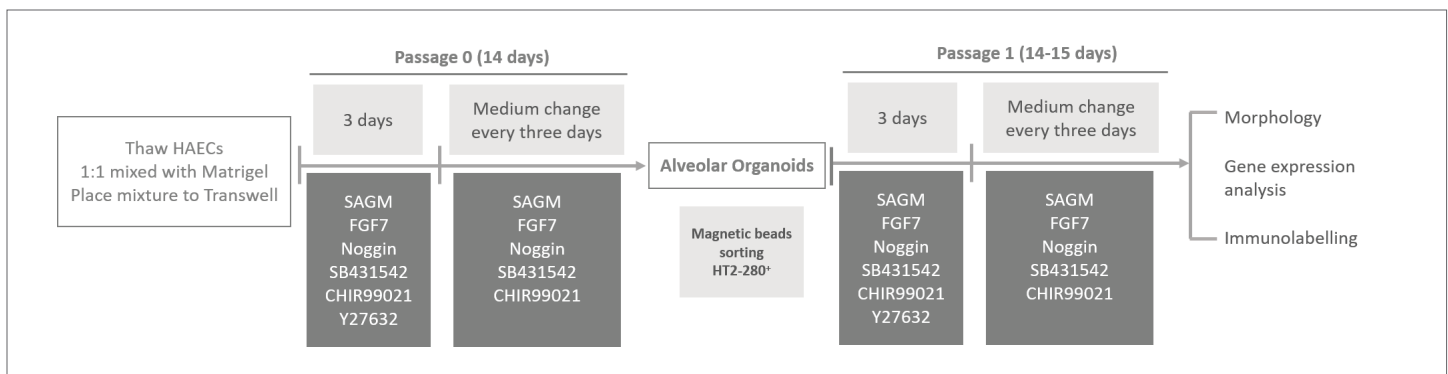 Passage 0 (14 days)
3 days
Medium change
every three days
Thaw HAECs
1:1 mixed with Matrigel
Place mixture to Transwell
SAGM
FGF7
Noggin
SB431542
CHIR99021
Y27632
SAGM
FGF7
Noggin
SB431542
CHIR99021
Alveolar Organoids
Magnetic beads
sorting
HT2-280⁺
Passage 1 (14-15 days)
3 days
Medium change
every three days
SAGM
FGF7
Noggin
SB431542
CHIR99021
Y27632
SAGM
FGF7
Noggin
SB431542
CHIR99021
Morphology
Gene expression
analysis
Immunolabelling